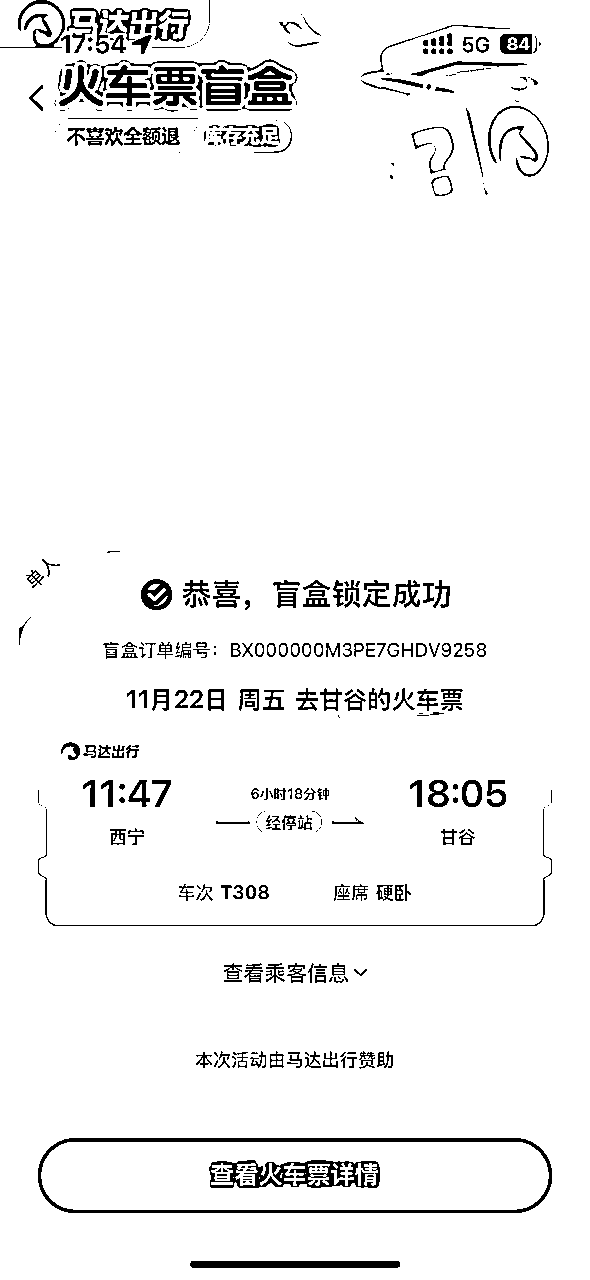 马达出行
17:54
5G 84
火车票盲盒
不喜欢全额退 库存充足
?
单人
恭喜，盲盒锁定成功
盲盒订单编号：BX000000M3PE7GHDV9258
11月22日 周五 去甘谷的火车票
马达出行
11:47 6小时18分钟 18:05
西宁 经停站 甘谷
车次 T308 座席 硬卧
查看乘客信息
本次活动由马达出行赞助
查看火车票详情